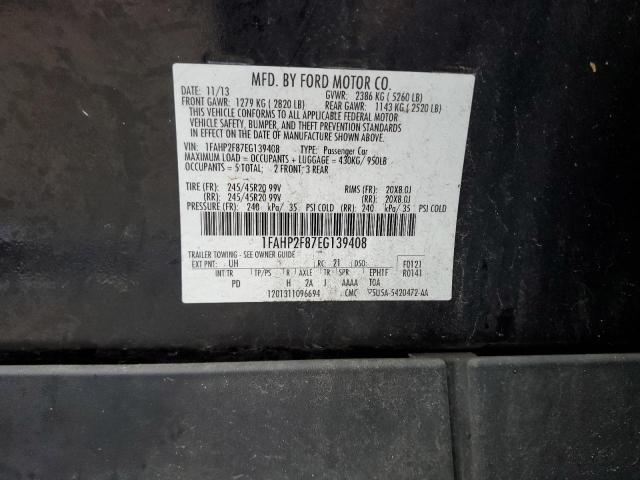 MFD. BY FORD MOTOR CO.
DATE: 11/13 GVWR: 2386 KG ( 5260 LB)
FRONT GAWR: 1279 KG ( 2820 LB) REAR GAWR: 1143 KG ( 2520 LB)
THIS VEHICLE CONFORMS TO ALL APPLICABLE FEDERAL MOTOR
VEHICLE SAFETY, BUMPER, AND THEFT PREVENTION STANDARDS
IN EFFECT ON THE DATE OF MANUFACTURE SHOWN ABOVE.
VIN: 1FAHP2F87EG139408 TYPE: Passenger Car
MAXIMUM LOAD = OCCUPANTS + LUGGAGE = 430KG/ 950LB
OCCUPANTS = 5 TOTAL; 2 FRONT; 3 REAR
TIRE (FR): 245/45R20 99V RIMS (FR): 20X8.0J
(RR): 245/45R20 99V (RR): 20X8.0J
PRESSURE (FR): 240 kPa/ 35 PSI COLD (RR): 240 kPa/ 35 PSI COLD
1FAHP2F87EG139408
TRAILER TOWING - SEE OWNER GUIDE
EXT PNT: UH RC: 21 DSO: F0121
INT TR TP/PS R AXLE TR SPR EPHTF R0141
PD H 2A J AAAA TOA
1201311096694 CMC 5U5A-5420472-AA